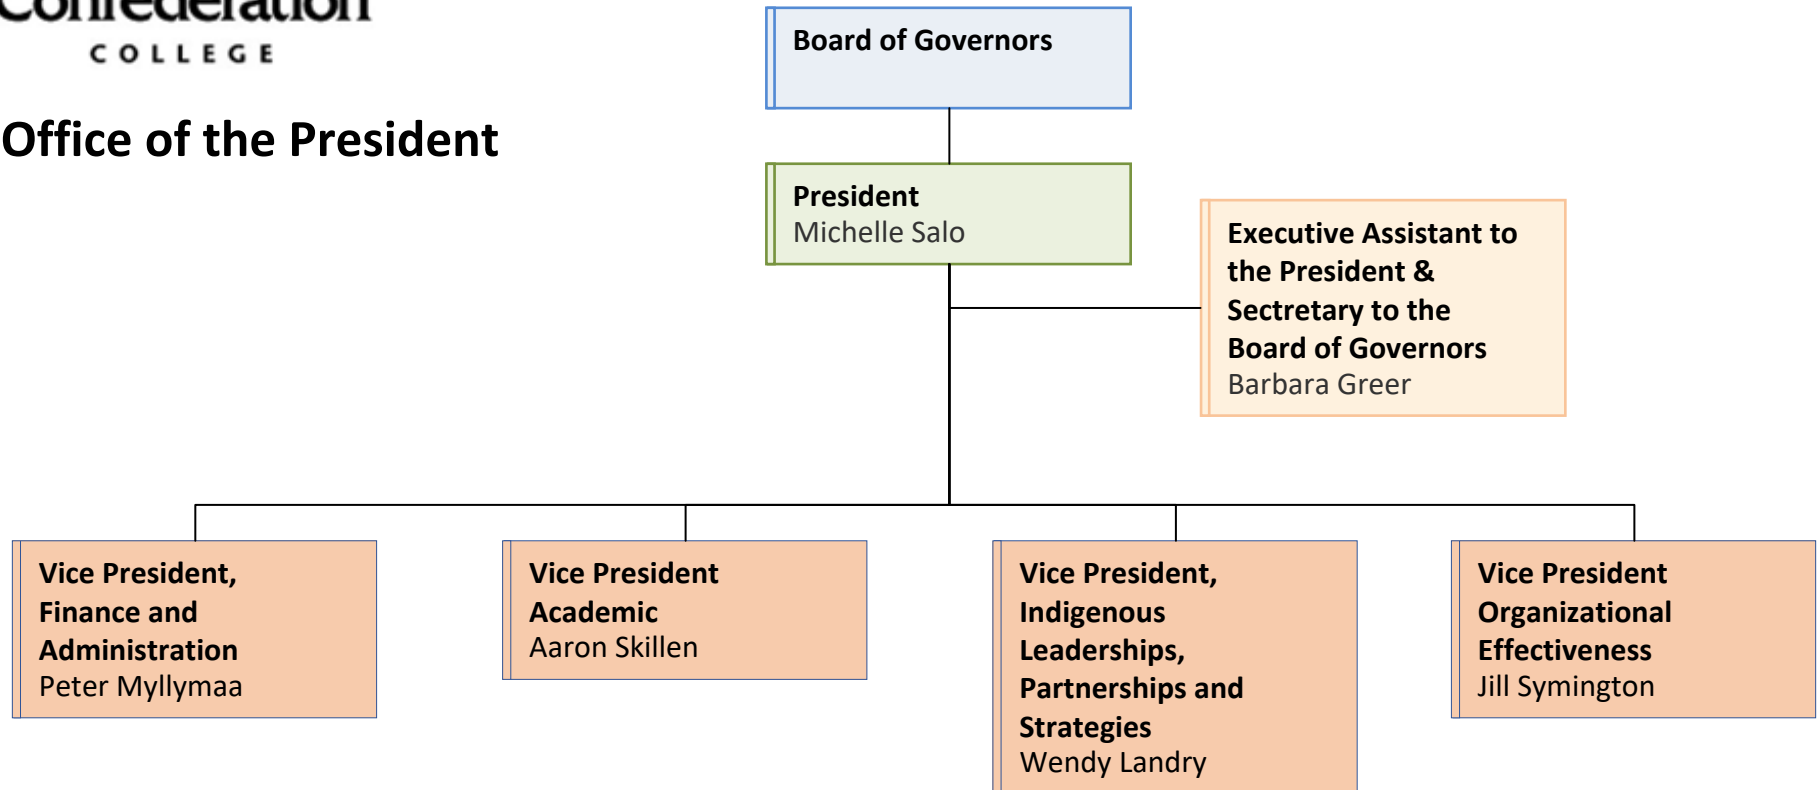 Confederation
COLLEGE
Office of the President
Board of Governors
President
Michelle Salo
Executive Assistant to
the President &
Sectretary to the
Board of Governors
Barbara Greer
Vice President,
Finance and
Administration
Peter Myllymaa
Vice President
Academic
Aaron Skillen
Vice President,
Indigenous
Leaderships,
Partnerships and
Strategies
Wendy Landry
Vice President
Organizational
Effectiveness
Jill Symington